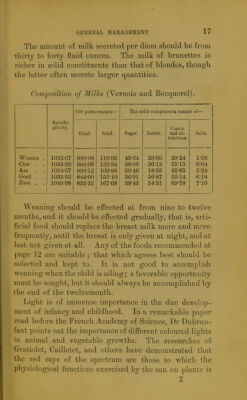 GENERAL MANAGEMENT 17
The amount of milk secreted per diem should be from
thirty to forty fluid ounces. The milk of brunettes is
richer in solid constituents than that of blondes, though
the latter often secrete larger quantities.
Composition of Milks (Vernois and Becquerel).
100 parts contain— The solid components consist of—
Specific gravity. Fluid. Solid. Sugar. Butter. Casein and ex- tractives. Salts.
Woman . 1032·67 889·08 110·92 43·64 26·66 39·24 1·38
Cow . . 1033·38 864·06 135·94 38·03 36·12 55·15 6·64
Ass . . 1034·57 890·12 109·88 50·46 18·53 35·65 5·24
Goat . . 1033·53 844·90 155·10 36·91 56·87 55·14 6·18
Ewe . . 1040·98 832·32 167·68 39·43 54·31 69·78 7·16
Weaning should be effected at from nine to twelve
months, and it should be effected gradually, that is, arti-
ficial food should replace the breast milk more and more
frequently, until the breast is only given at night, and at
last not given at all. Any of the foods recommended at
page 12 are suitable; that which agrees best should be
selected and kept to. It is not good to accomplish
weaning when the child is ailing; a favorable opportunity
must be sought, but it should always be accomplished by
the end of the twelvemonth.
Light is of immense importance in the due develop-
ment of infancy and childhood. In a remarkable paper
read before the French Academy of Science, Dr Dubrun-
fant points out the importance of different coloured lights
in animal and vegetable growths. The researches of
Gratiolet, Cailletet, and others have demonstrated that
the red rays of the spectrum are those to which the
physiological functions exercised by the sun on plants is
2